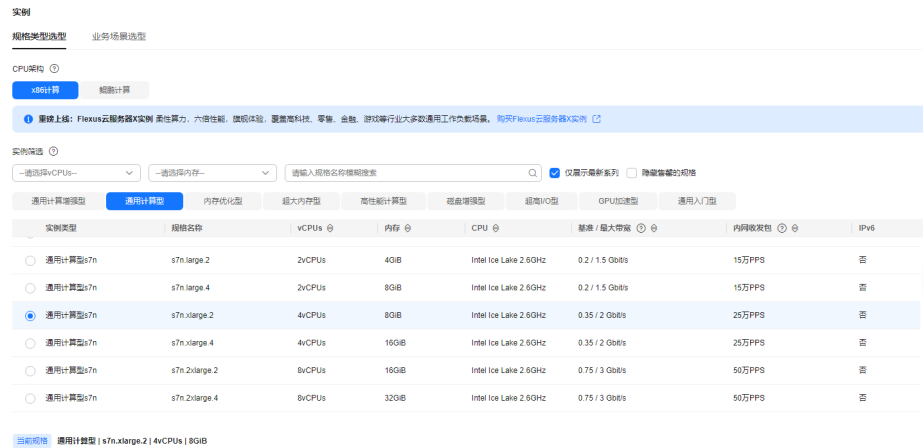 实例
规格类型选型 业务场景选型
CPU架构
x86计算 鲲鹏计算
重磅上线：Flexus云服务器X实例 柔性算力，六倍性能，旗舰体验，覆盖高科技、零售、金融、游戏等行业大多数通用工作负载场景。 购买Flexus云服务器X实例
实例筛选
--请选择vCPUs-- --请选择内存-- 请输入规格名称模糊搜索 仅展示最新系列 隐藏售罄的规格
通用计算增强型 通用计算型 内存优化型 超大内存型 高性能计算型 磁盘增强型 超高I/O型 GPU加速型 通用入门型
实例类型 规格名称 vCPUs 内存 CPU 基准 / 最大带宽 内网收发包 IPv6
通用计算型s7n s7n.large.2 2vCPUs 4GiB Intel Ice Lake 2.6GHz 0.2 / 1.5 Gbit/s 15万PPS 否
通用计算型s7n s7n.large.4 2vCPUs 8GiB Intel Ice Lake 2.6GHz 0.2 / 1.5 Gbit/s 15万PPS 否
通用计算型s7n s7n.xlarge.2 4vCPUs 8GiB Intel Ice Lake 2.6GHz 0.35 / 2 Gbit/s 25万PPS 否
通用计算型s7n s7n.xlarge.4 4vCPUs 16GiB Intel Ice Lake 2.6GHz 0.35 / 2 Gbit/s 25万PPS 否
通用计算型s7n s7n.2xlarge.2 8vCPUs 16GiB Intel Ice Lake 2.6GHz 0.75 / 3 Gbit/s 50万PPS 否
通用计算型s7n s7n.2xlarge.4 8vCPUs 32GiB Intel Ice Lake 2.6GHz 0.75 / 3 Gbit/s 50万PPS 否
当前规格 通用计算型 | s7n.xlarge.2 | 4vCPUs | 8GiB